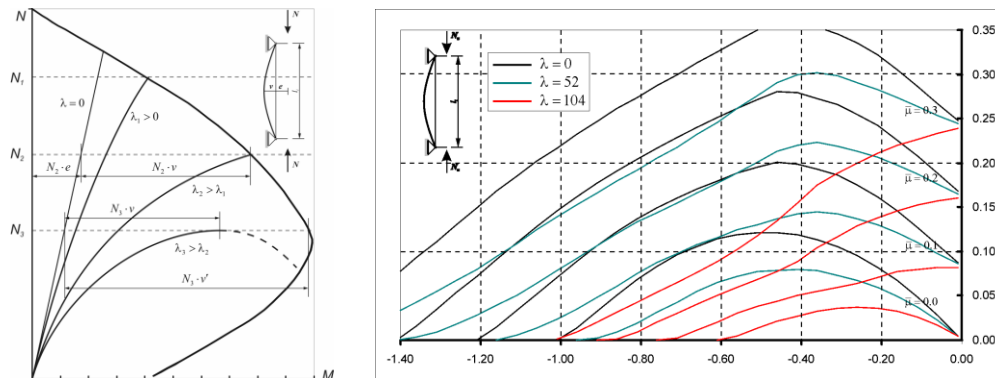 N
N
N₁
λ=0
λ₁ > 0
v
e
l
N
N₂
N₂ · e
N₂ · v
λ₂ > λ₁
N₃ · v
N₃
λ₃ > λ₂
N₃ · v'
M
λ = 0
λ = 52
λ = 104
0.35
0.30
μ̄=0.3
0.25
0.20
μ̄=0.2
0.15
μ̄=0.1
0.10
0.05
μ̄=0.0
0.00
-1.40
-1.20
-1.00
-0.80
-0.60
-0.40
-0.20
0.00